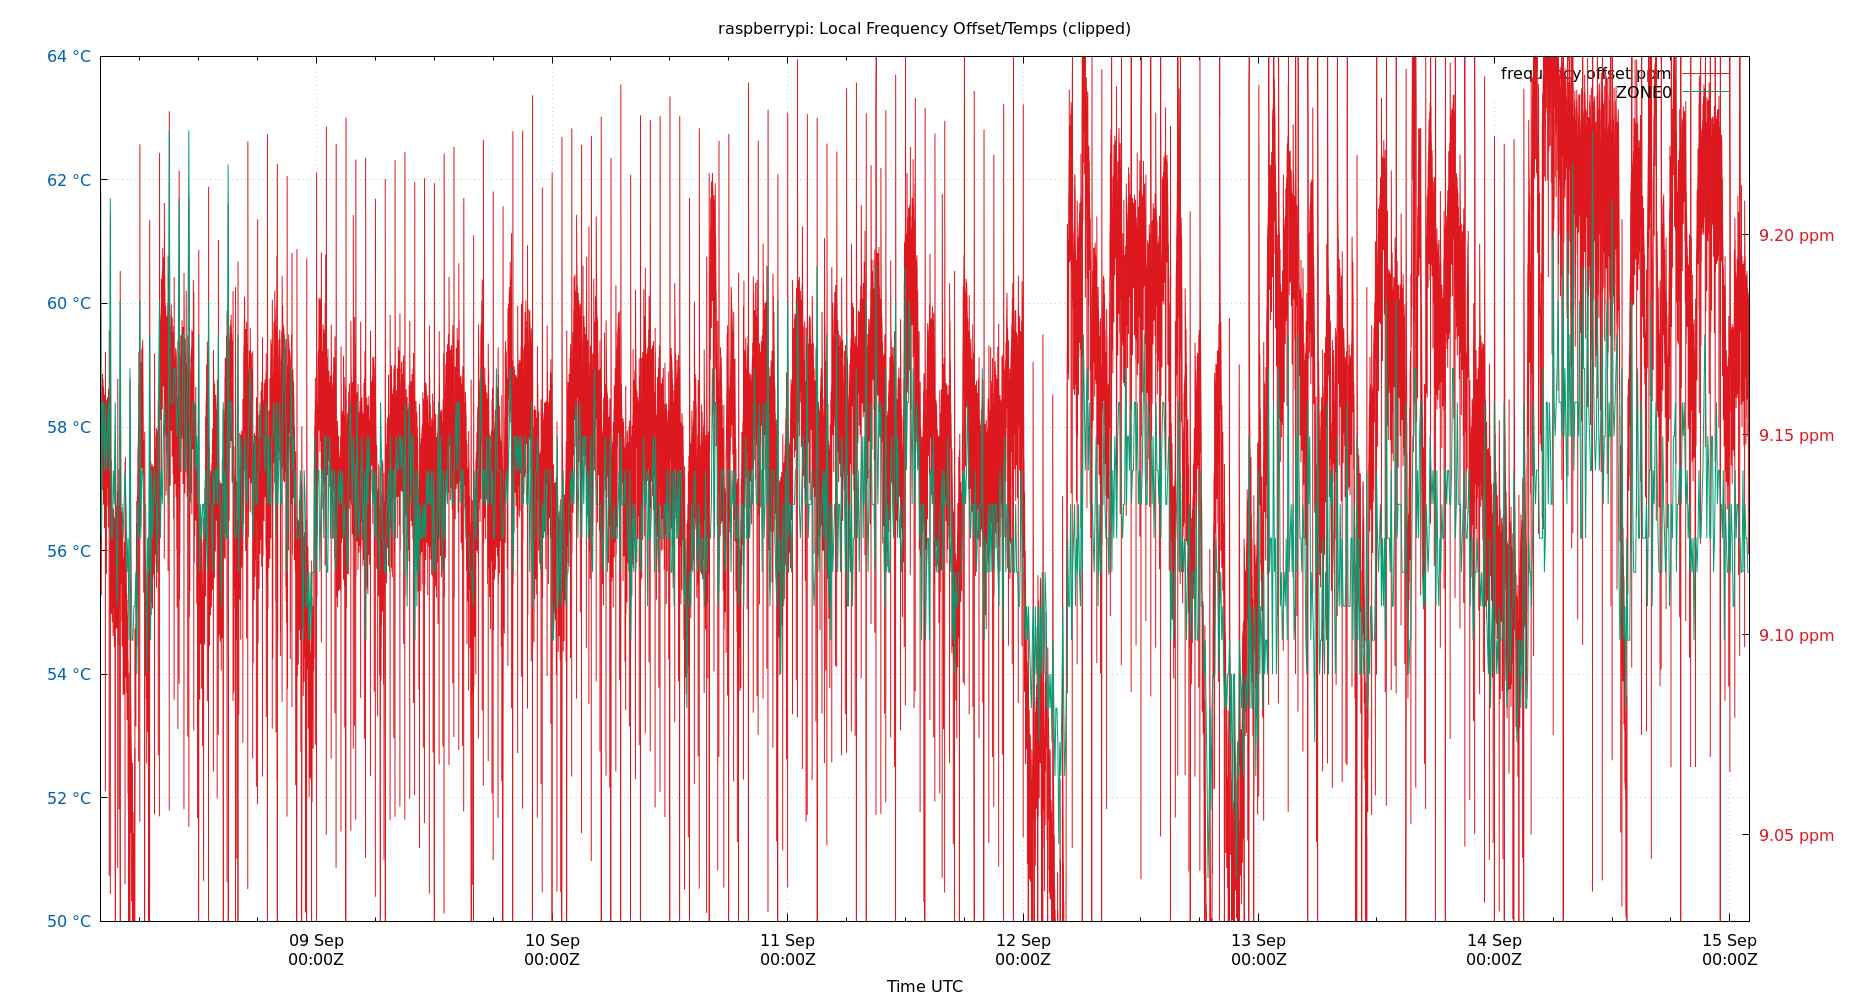 raspberrypi: Local Frequency Offset/Temps (clipped)
64 °C
62 °C
60 °C
58 °C
56 °C
54 °C
52 °C
50 °C
frequency offset ppm
ZONE0
9.20 ppm
9.15 ppm
9.10 ppm
9.05 ppm
09 Sep
00:00Z
10 Sep
00:00Z
11 Sep
00:00Z
12 Sep
00:00Z
13 Sep
00:00Z
14 Sep
00:00Z
15 Sep
00:00Z
Time UTC